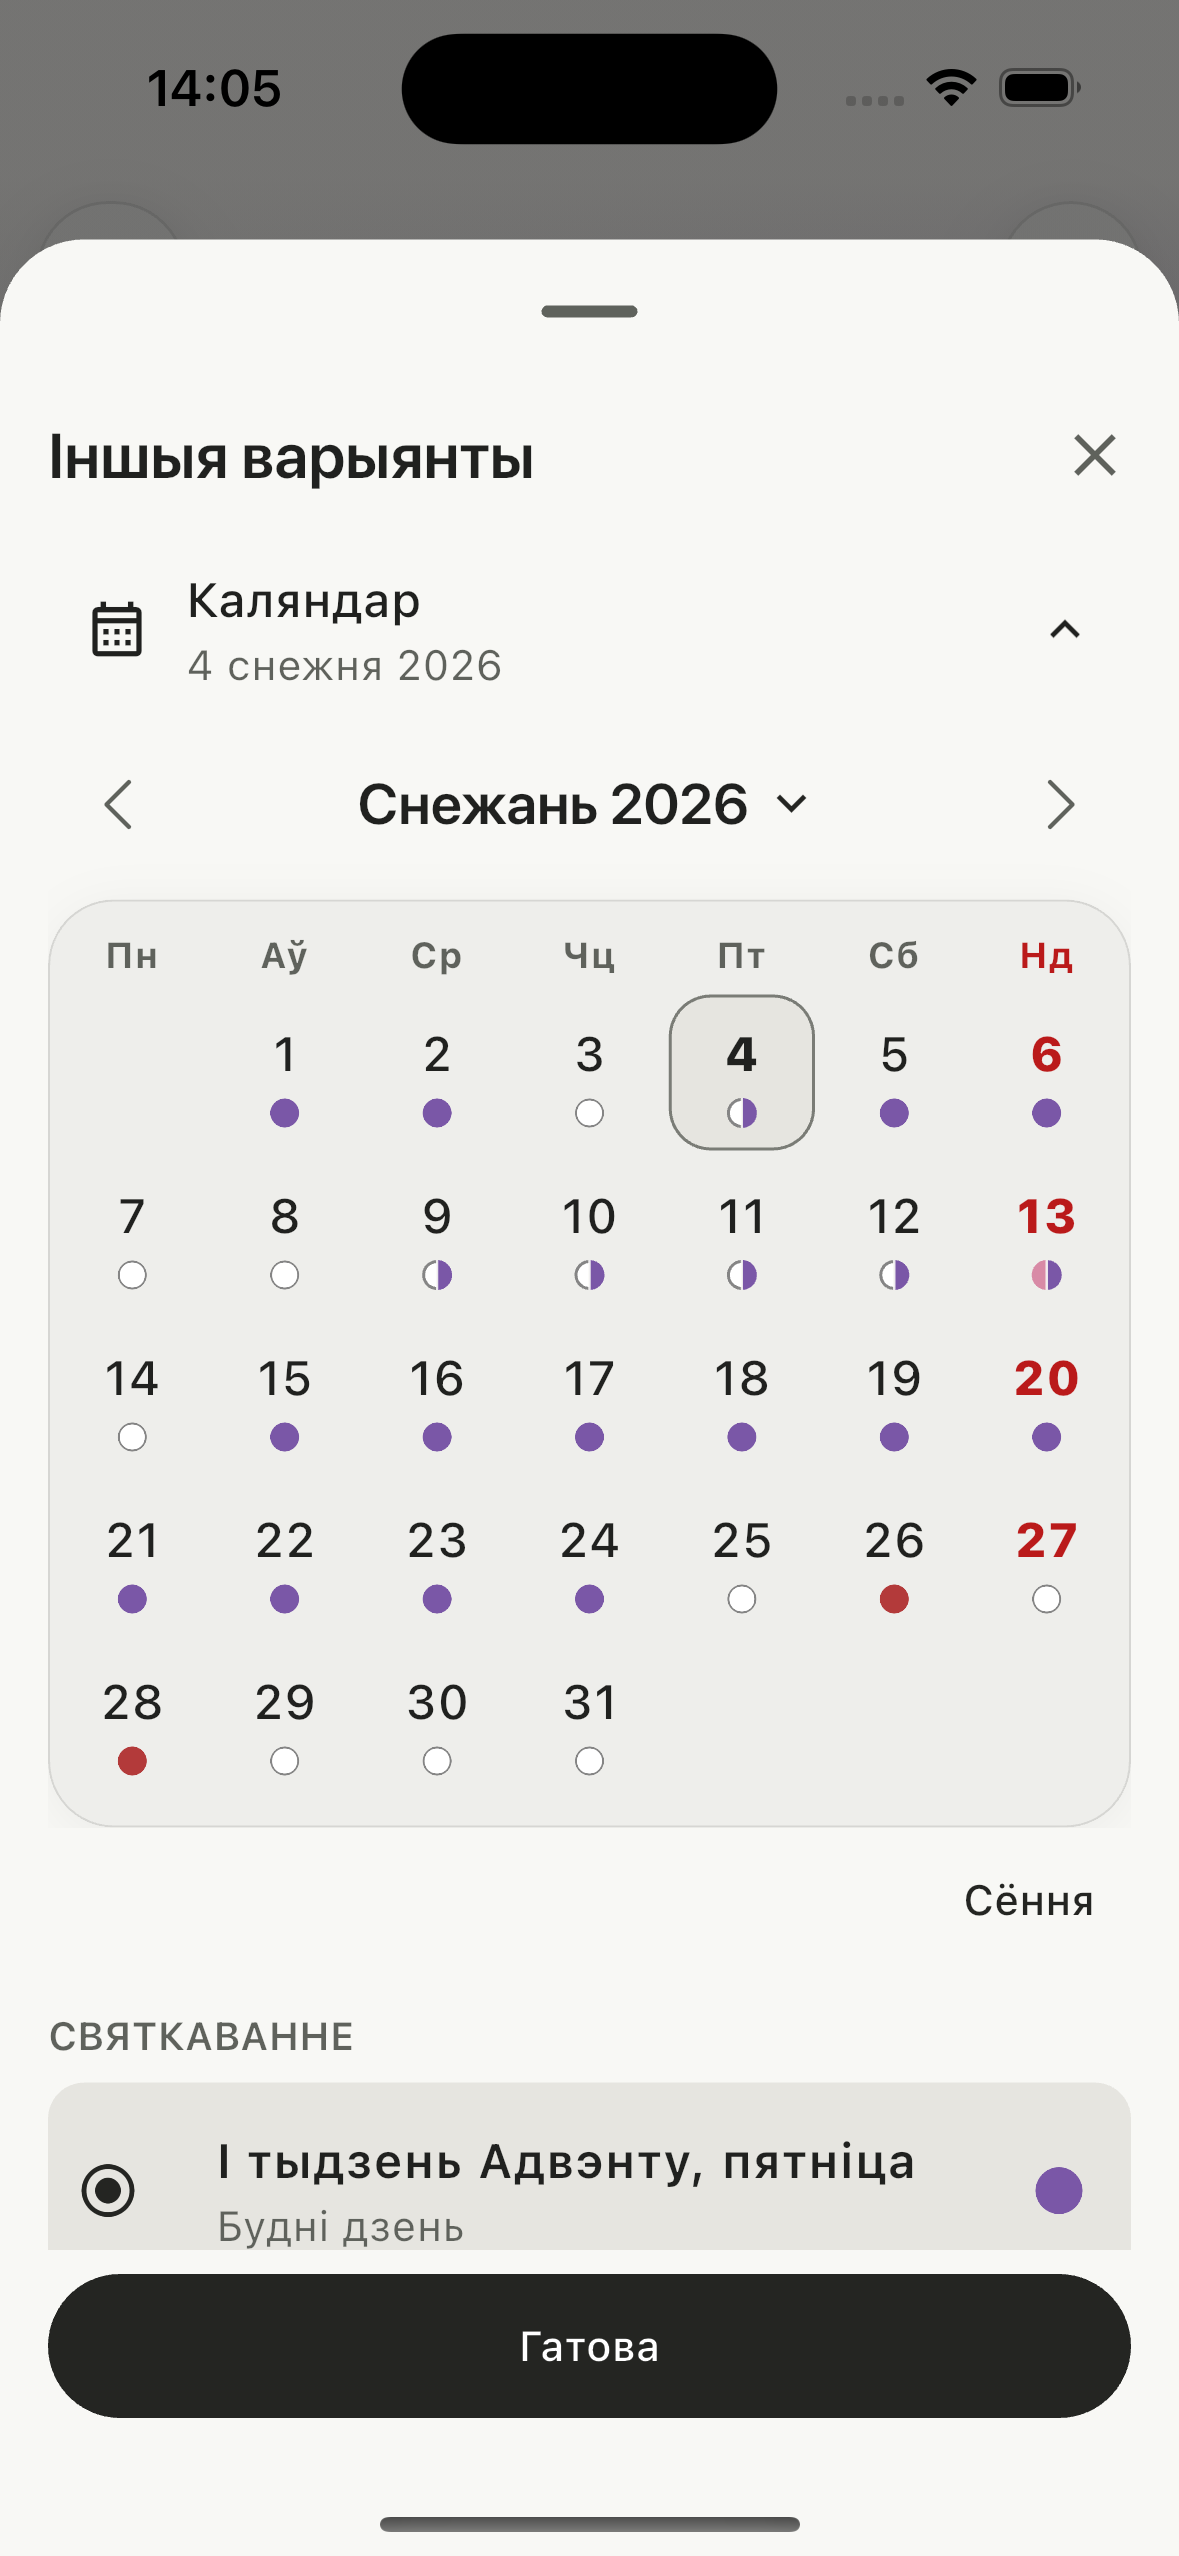 14:05
Іншыя варыянты
Каляндар
4 снежня 2026
Снежань 2026
Пн Аў Ср Чц Пт Сб Нд
1 2 3 4 5 6
7 8 9 10 11 12 13
14 15 16 17 18 19 20
21 22 23 24 25 26 27
28 29 30 31
Сёння
СВЯТКАВАННЕ
І тыдзень Адвэнту, пятніца
Будні дзень
Гатова